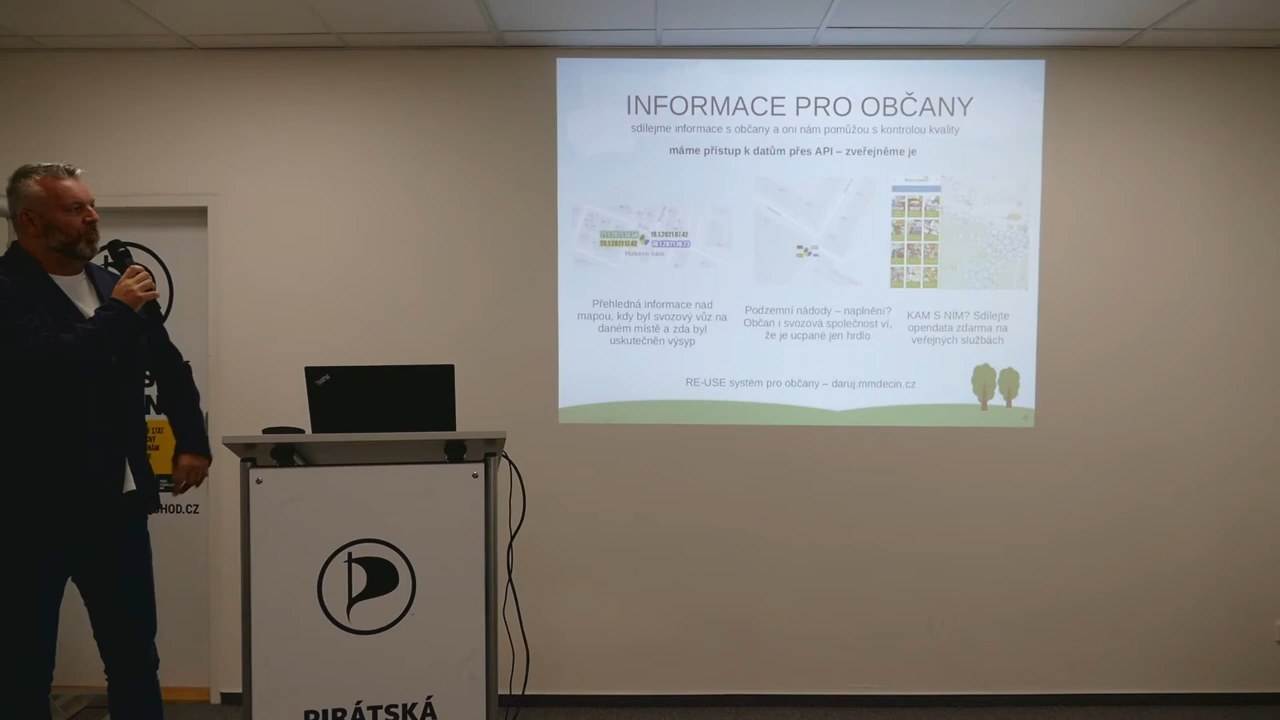 INFORMACE PRO OBČANY
sdílejme informace s občany a oni nám pomůžou s kontrolou kvality
máme přístup k datům přes API – zveřejněme je
Přehledná informace nad
mapou, kdy byl svozový vůz na
daném místě a zda byl
uskutečněn výsyp
Podzemní nádody – naplnění?
Občan i svozová společnost ví,
že je ucpané jen hrdlo
KAM S NÍM? Sdílejte
opendata zdarma na
veřejných službách
RE-USE systém pro občany – daruj.mmdecin.cz
PIRÁTSKÁ